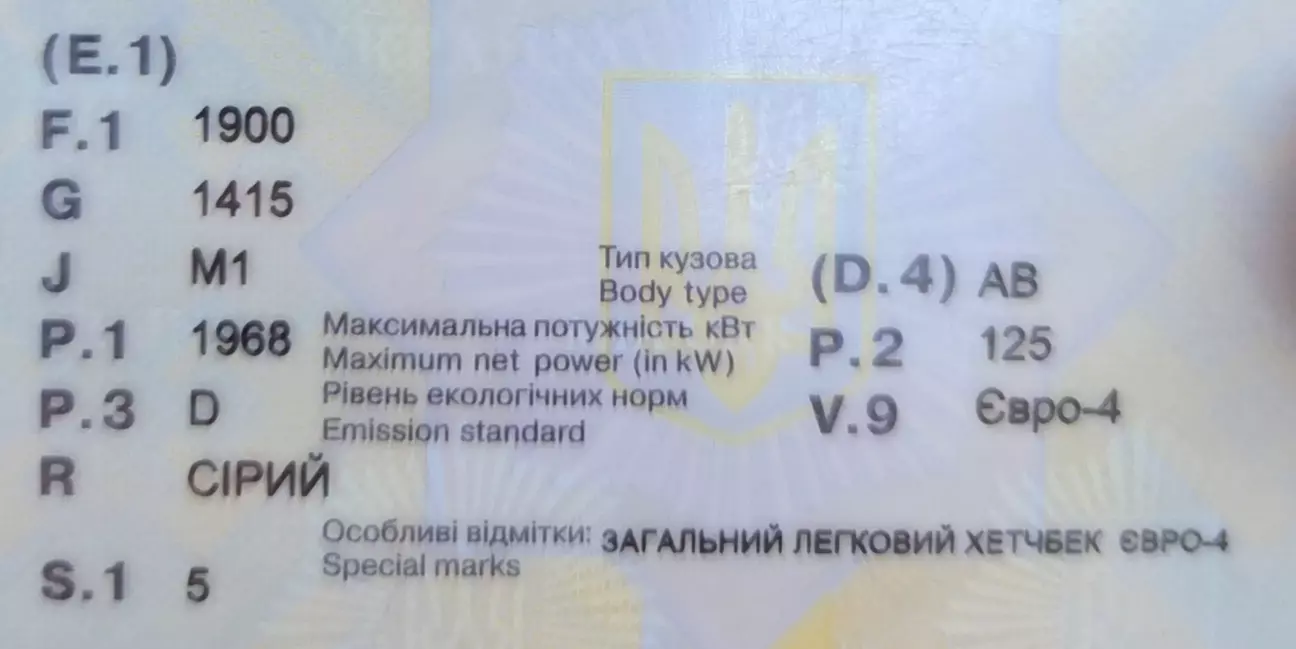 (E.1)
F.1 1900
G 1415
J M1
Тип кузова
Body type
(D.4) AB
P.1 1968
Максимальна потужність кВт
Maximum net power (in kW)
P.2 125
P.3 D
Рівень екологічних норм
Emission standard
V.9 Євро-4
R СІРИЙ
Особливі відмітки: ЗАГАЛЬНИЙ ЛЕГКОВИЙ ХЕТЧБЕК ЄВРО-4
Special marks
S.1 5